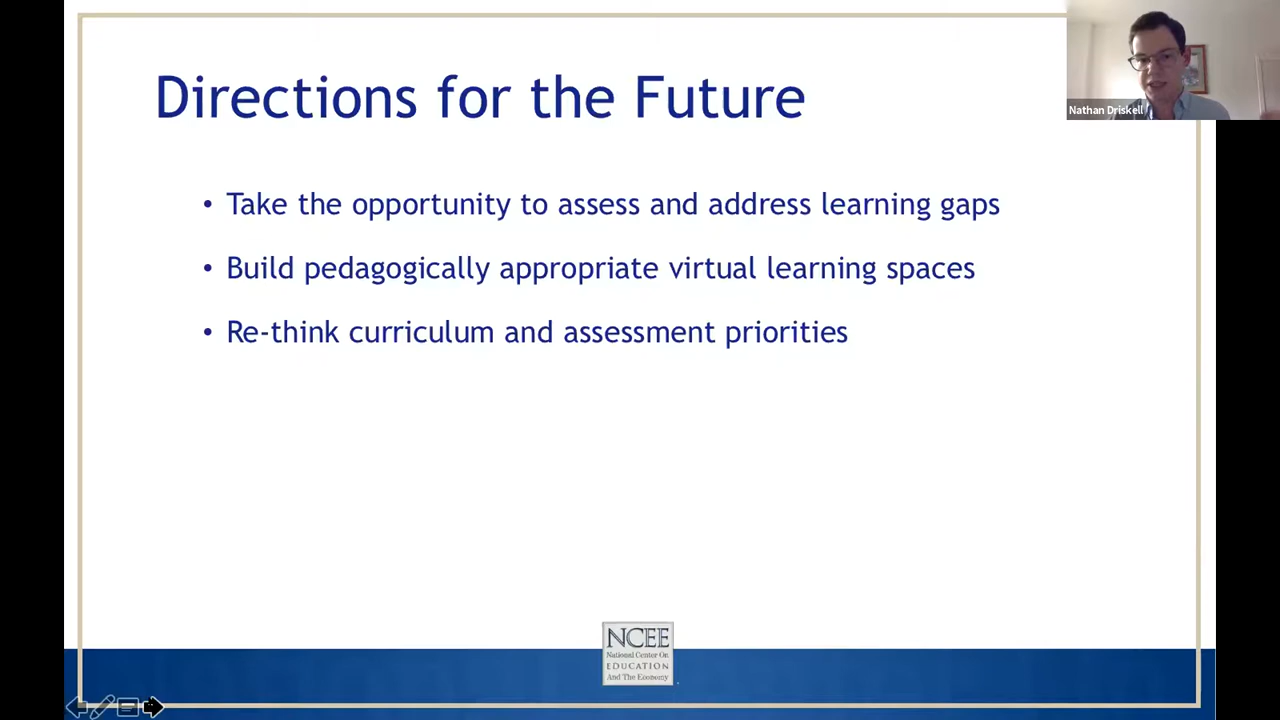 Directions for the Future
Nathan Driskell
• Take the opportunity to assess and address learning gaps
• Build pedagogically appropriate virtual learning spaces
• Re-think curriculum and assessment priorities
NCEE
National Center On
EDUCATION
And The Economy